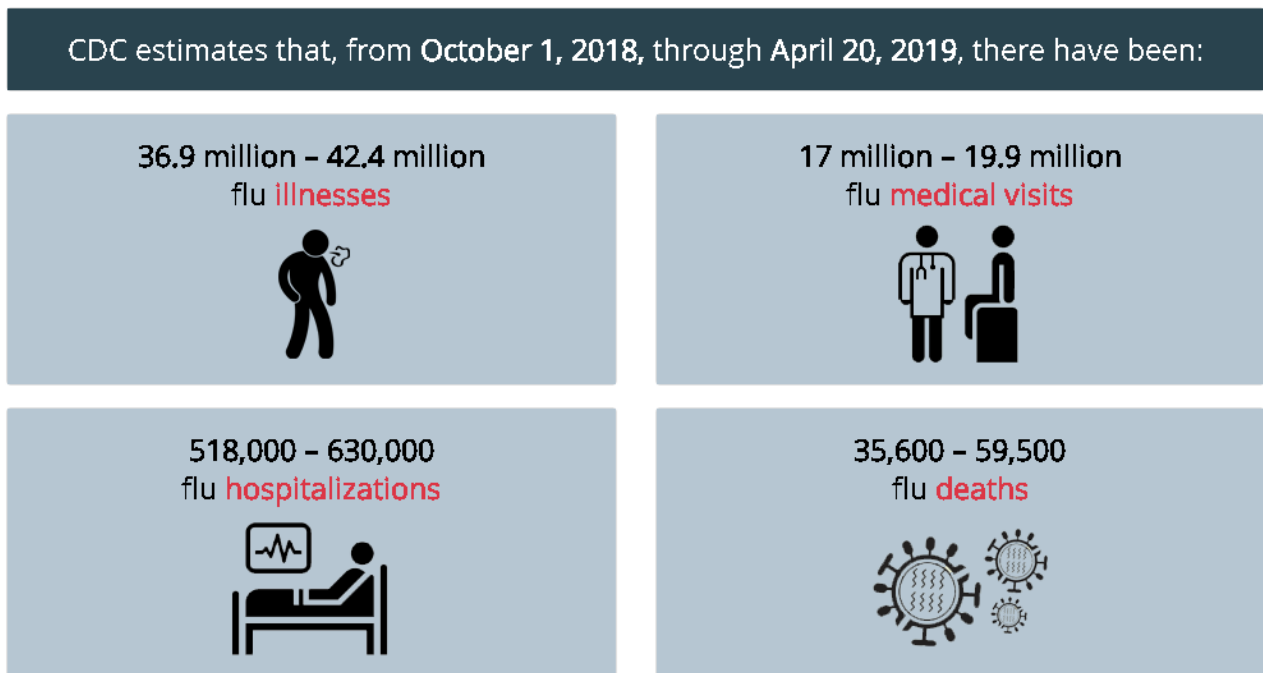 CDC estimates that, from October 1, 2018, through April 20, 2019, there have been:
36.9 million – 42.4 million
flu illnesses
17 million – 19.9 million
flu medical visits
518,000 – 630,000
flu hospitalizations
35,600 – 59,500
flu deaths